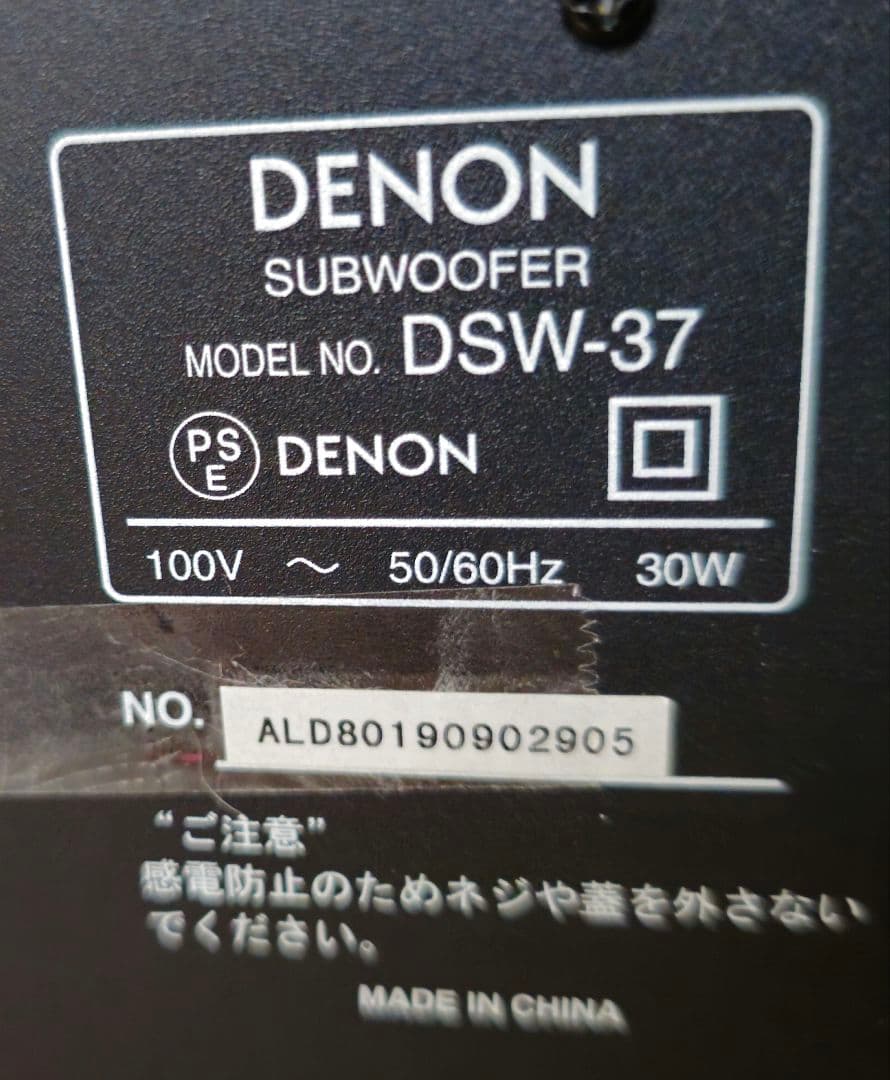 DENON
SUBWOOFER
MODEL NO. DSW-37
PSE DENON
100V ～ 50/60Hz 30W
NO. ALD80190902905
“ご注意”
感電防止のためネジや蓋を外さない
でください。
MADE IN CHINA